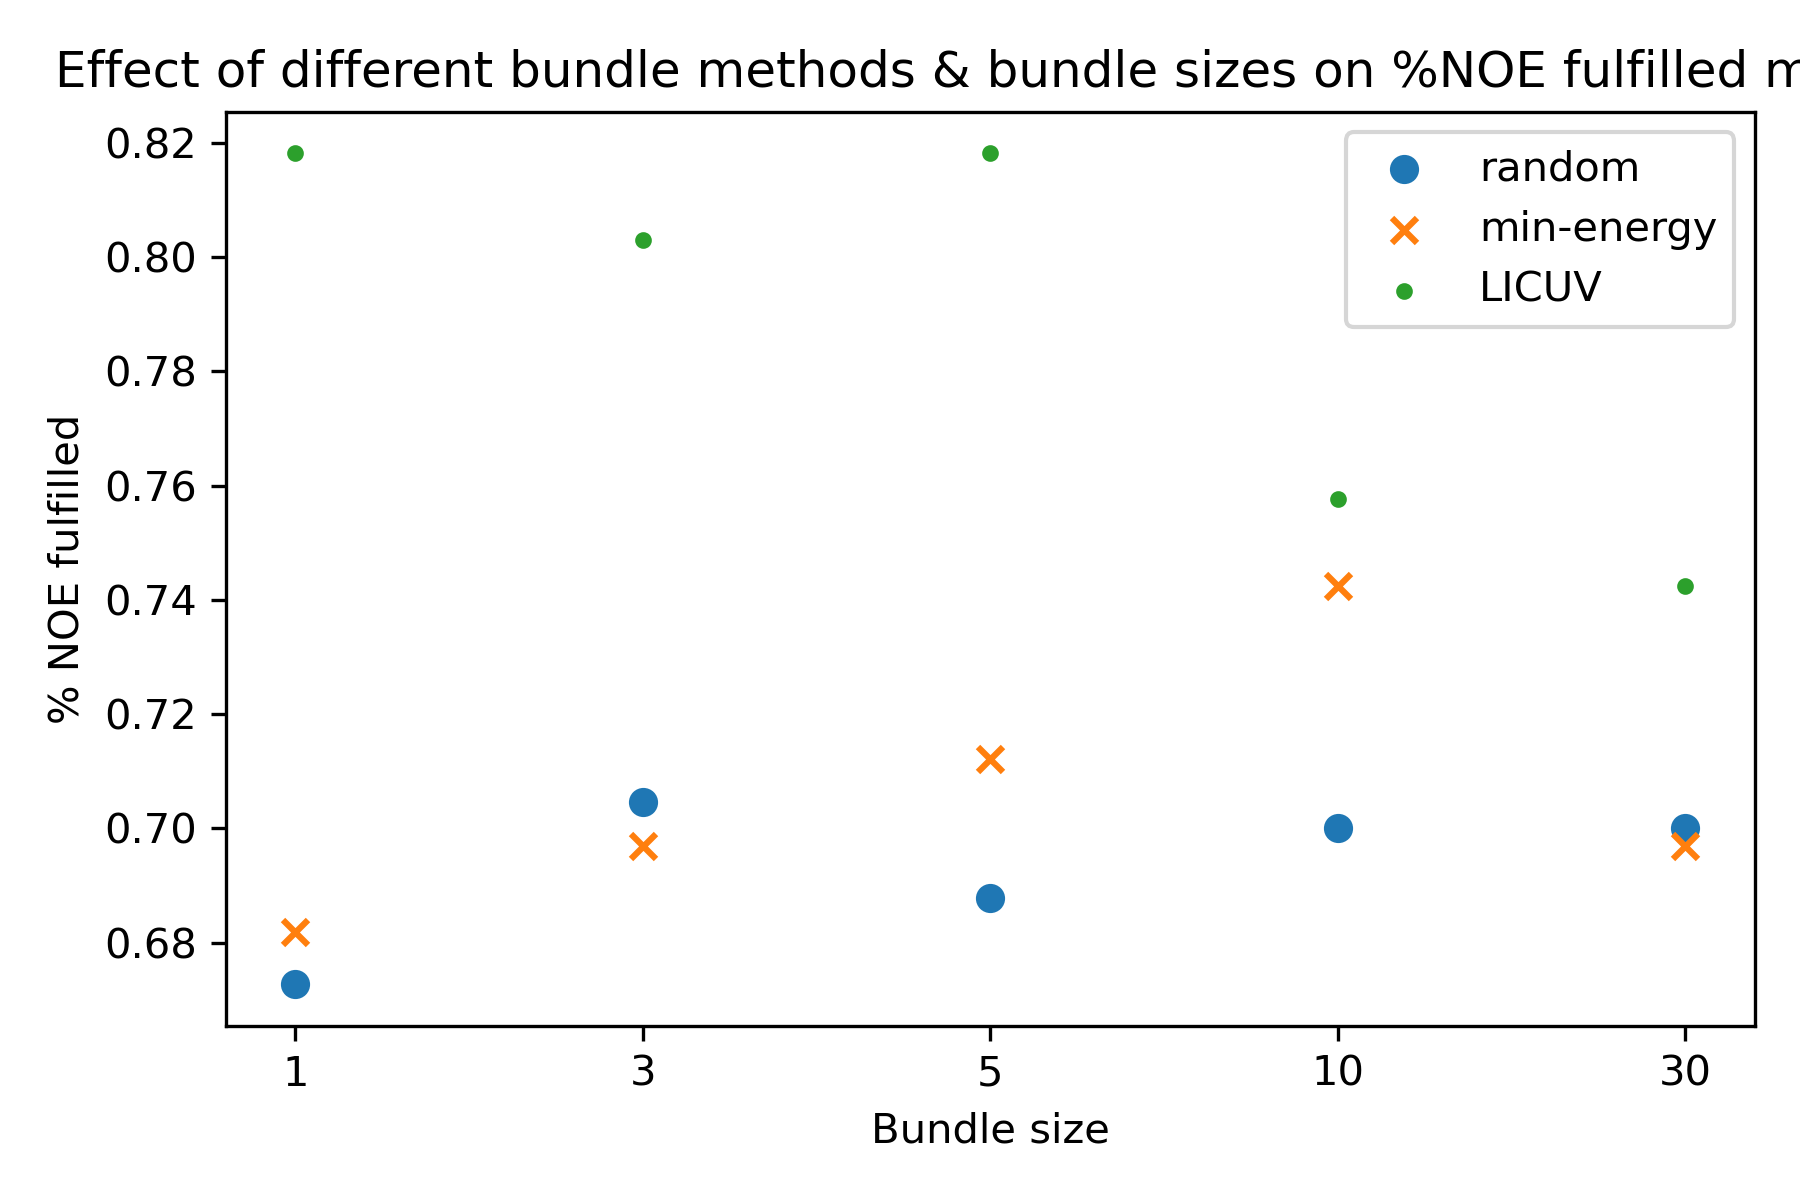 Effect of different bundle methods & bundle sizes on %NOE fulfilled
0.82
0.80
0.78
0.76
0.74
0.72
0.70
0.68
% NOE fulfilled
random
min-energy
LICUV
1 3 5 10 30
Bundle size